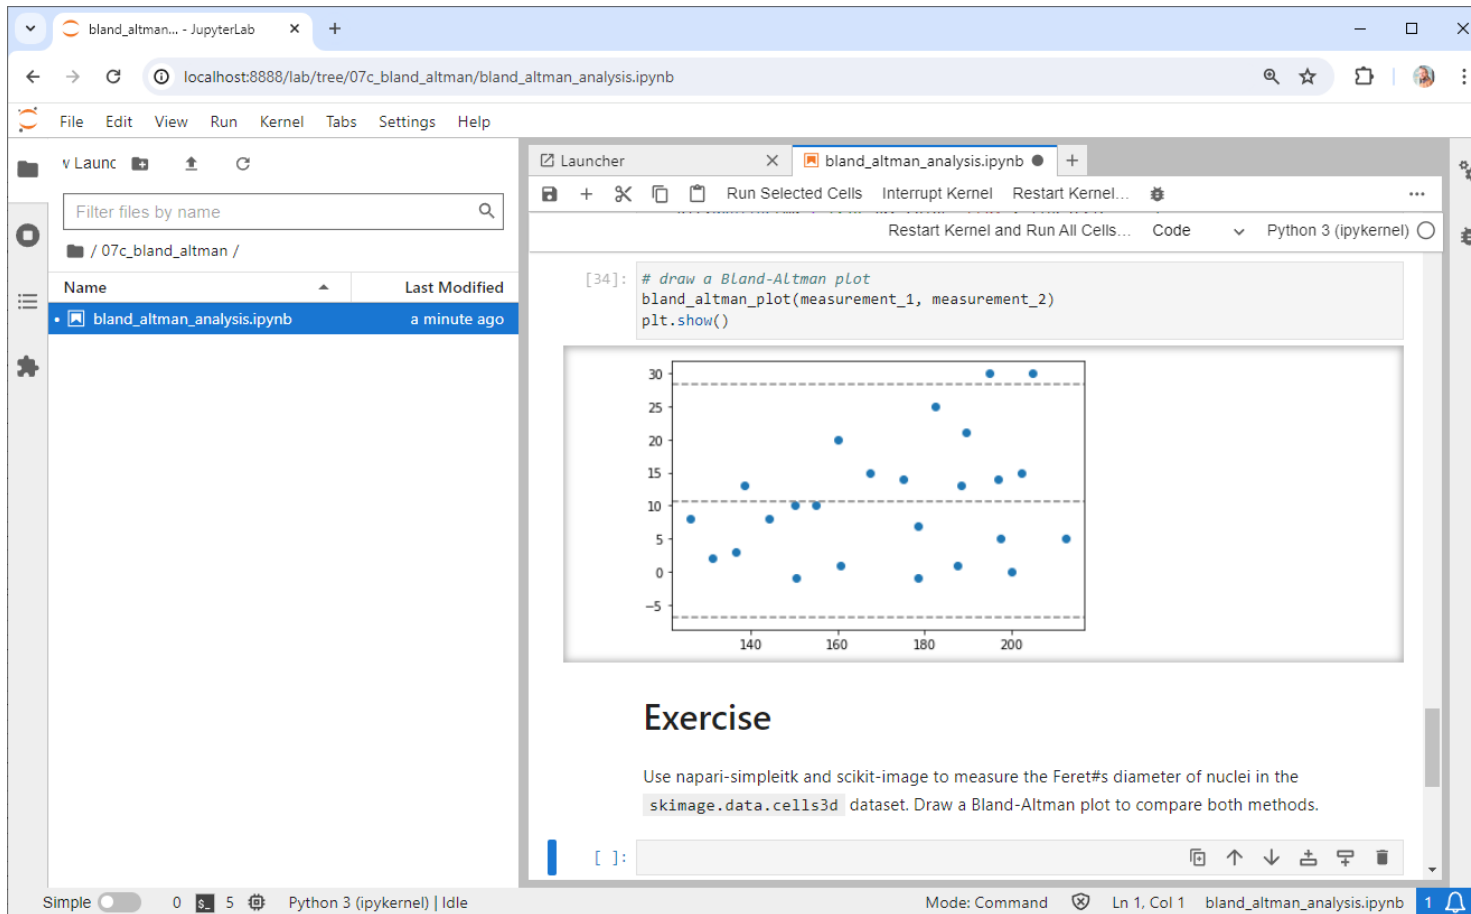 bland_altman... - JupyterLab
localhost:8888/lab/tree/07c_bland_altman/bland_altman_analysis.ipynb
File Edit View Run Kernel Tabs Settings Help
Launc
Filter files by name
/ 07c_bland_altman /
Name Last Modified
bland_altman_analysis.ipynb a minute ago
Launcher bland_altman_analysis.ipynb
Run Selected Cells Interrupt Kernel Restart Kernel... ...
Restart Kernel and Run All Cells... Code Python 3 (ipykernel)
[34]: # draw a Bland-Altman plot
bland_altman_plot(measurement_1, measurement_2)
plt.show()
30
25
20
15
10
5
0
−5
140 160 180 200
Exercise
Use napari-simpleitk and scikit-image to measure the Feret#s diameter of nuclei in the
skimage.data.cells3d dataset. Draw a Bland-Altman plot to compare both methods.
[ ]:
Simple 0 5 Python 3 (ipykernel) | Idle Mode: Command Ln 1, Col 1 bland_altman_analysis.ipynb 1